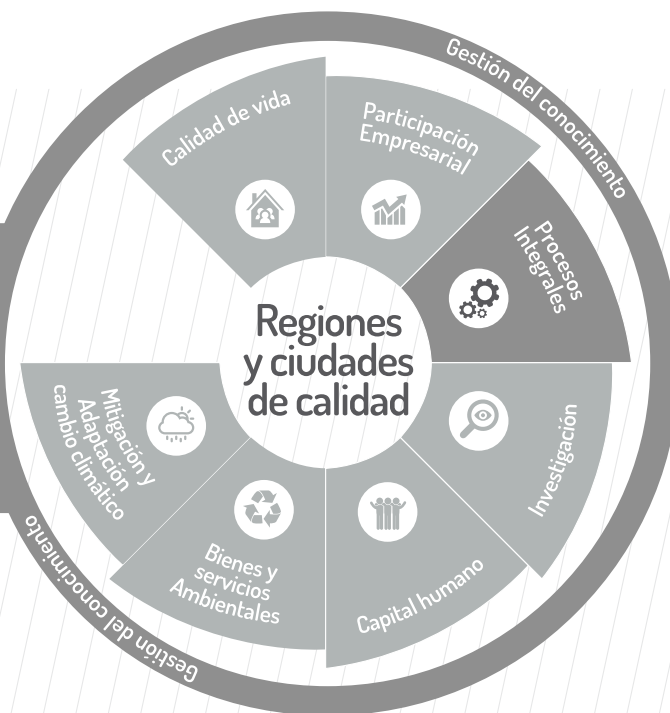 Gestión del conocimiento
Calidad de vida
Participación
Empresarial
Procesos
Integrales
Regiones
y ciudades
de calidad
Investigación
Mitigación y
Adaptación
cambio climático
Bienes y
servicios
Ambientales
Capital humano
Gestión del conocimiento